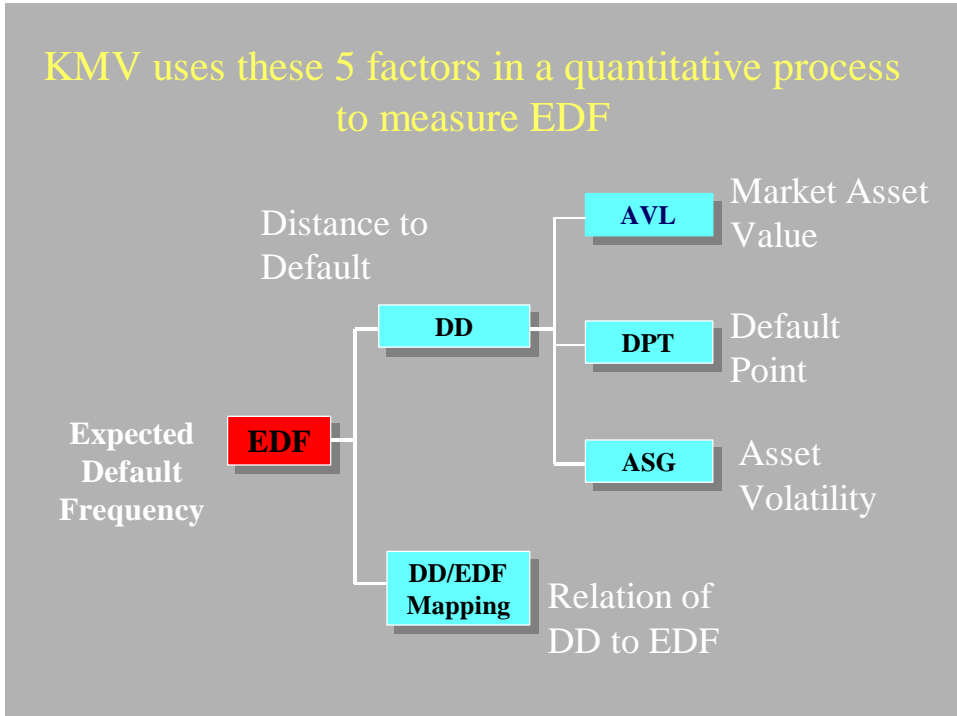 KMV uses these 5 factors in a quantitative process
to measure EDF
Distance to
Default
AVL
Market Asset
Value
DD
DPT
Default
Point
Expected
Default
Frequency
EDF
ASG
Asset
Volatility
DD/EDF
Mapping
Relation of
DD to EDF